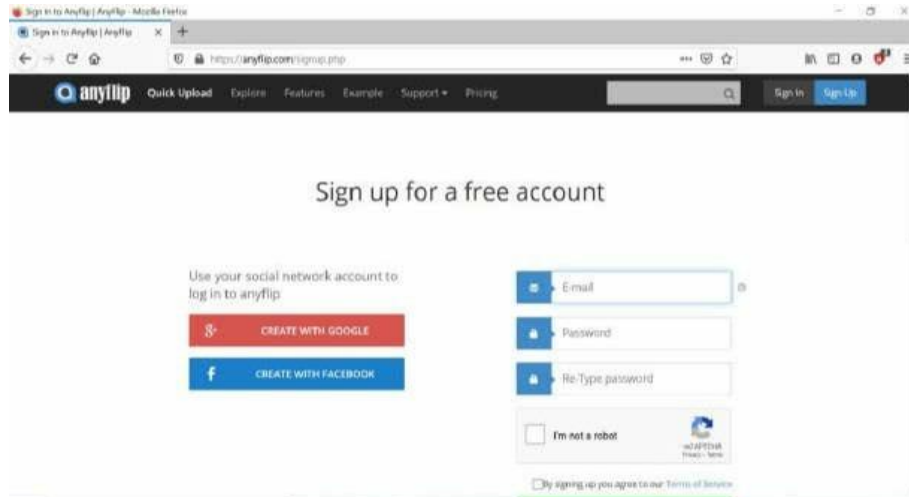 Sign in to Anyflip | AnyFlip - Mozilla Firefox
Sign in to Anyflip | Anyflip
https://anyflip.com/signup.php
anyflip Quick Upload Explore Features Example Support Pricing Sign In Sign Up
Sign up for a free account
Use your social network account to
log in to anyflip
CREATE WITH GOOGLE
CREATE WITH FACEBOOK
E-mail
Password
Re-Type password
I'm not a robot
reCAPTCHA
Privacy - Terms
By signing up you agree to our Terms of Service